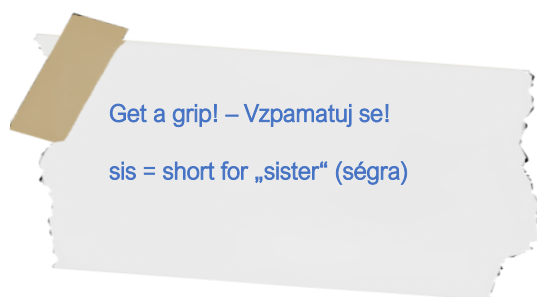 Get a grip! – Vzpamatuj se!
sis = short for „sister“ (ségra)